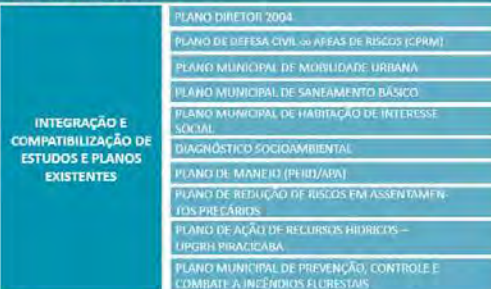 INTEGRAÇÃO E
COMPATIBILIZAÇÃO DE
ESTUDOS E PLANOS
EXISTENTES
PLANO DIRETOR 2004
PLANO DE DEFESA CIVIL ou ÁREAS DE RISCOS (CPRM)
PLANO MUNICIPAL DE MOBILIDADE URBANA
PLANO MUNICIPAL DE SANEAMENTO BÁSICO
PLANO MUNICIPAL DE HABITAÇÃO DE INTERESSE
SOCIAL
DIAGNÓSTICO SOCIOAMBIENTAL
PLANO DE MANEJO (PERD/APA)
PLANO DE REDUÇÃO DE RISCOS EM ASSENTAMEN-
TOS PRECÁRIOS
PLANO DE AÇÃO DE RECURSOS HÍDRICOS –
UPGRH PIRACICABA
PLANO MUNICIPAL DE PREVENÇÃO, CONTROLE E
COMBATE A INCÊNDIOS FLORESTAIS